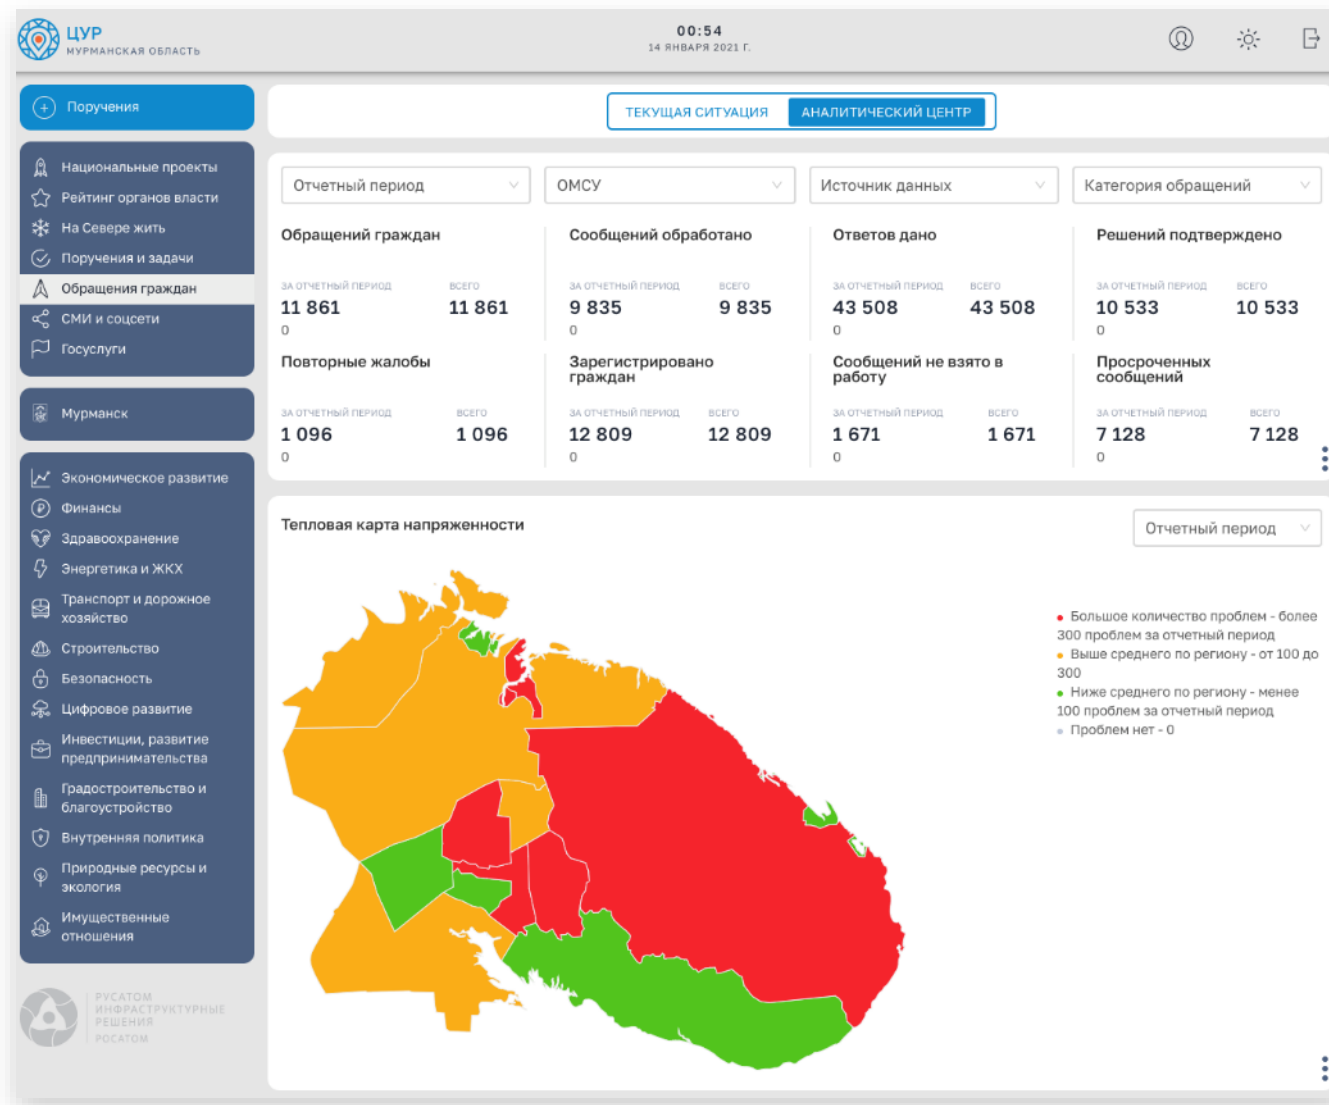 ЦУР
МУРМАНСКАЯ ОБЛАСТЬ
00:54
14 ЯНВАРЯ 2021 Г.
Поручения
Национальные проекты
Рейтинг органов власти
На Севере жить
Поручения и задачи
Обращения граждан
СМИ и соцсети
Госуслуги
Мурманск
Экономическое развитие
Финансы
Здравоохранение
Энергетика и ЖКХ
Транспорт и дорожное
хозяйство
Строительство
Безопасность
Цифровое развитие
Инвестиции, развитие
предпринимательства
Градостроительство и
благоустройство
Внутренняя политика
Природные ресурсы и
экология
Имущественные
отношения
РУСАТОМ
ИНФРАСТРУКТУРНЫЕ
РЕШЕНИЯ
РОСАТОМ
ТЕКУЩАЯ СИТУАЦИЯ АНАЛИТИЧЕСКИЙ ЦЕНТР
Отчетный период ОМСУ Источник данных Категория обращений
Обращений граждан Сообщений обработано Ответов дано Решений подтверждено
ЗА ОТЧЕТНЫЙ ПЕРИОД ВСЕГО ЗА ОТЧЕТНЫЙ ПЕРИОД ВСЕГО ЗА ОТЧЕТНЫЙ ПЕРИОД ВСЕГО ЗА ОТЧЕТНЫЙ ПЕРИОД ВСЕГО
11 861 11 861 9 835 9 835 43 508 43 508 10 533 10 533
0 0 0 0
Повторные жалобы Зарегистрировано Сообщений не взято в Просроченных
граждан работу сообщений
ЗА ОТЧЕТНЫЙ ПЕРИОД ВСЕГО ЗА ОТЧЕТНЫЙ ПЕРИОД ВСЕГО ЗА ОТЧЕТНЫЙ ПЕРИОД ВСЕГО ЗА ОТЧЕТНЫЙ ПЕРИОД ВСЕГО
1 096 1 096 12 809 12 809 1 671 1 671 7 128 7 128
0 0 0 0
Тепловая карта напряженности
Отчетный период
Большое количество проблем - более
300 проблем за отчетный период
Выше среднего по региону - от 100 до
300
Ниже среднего по региону - менее
100 проблем за отчетный период
Проблем нет - 0